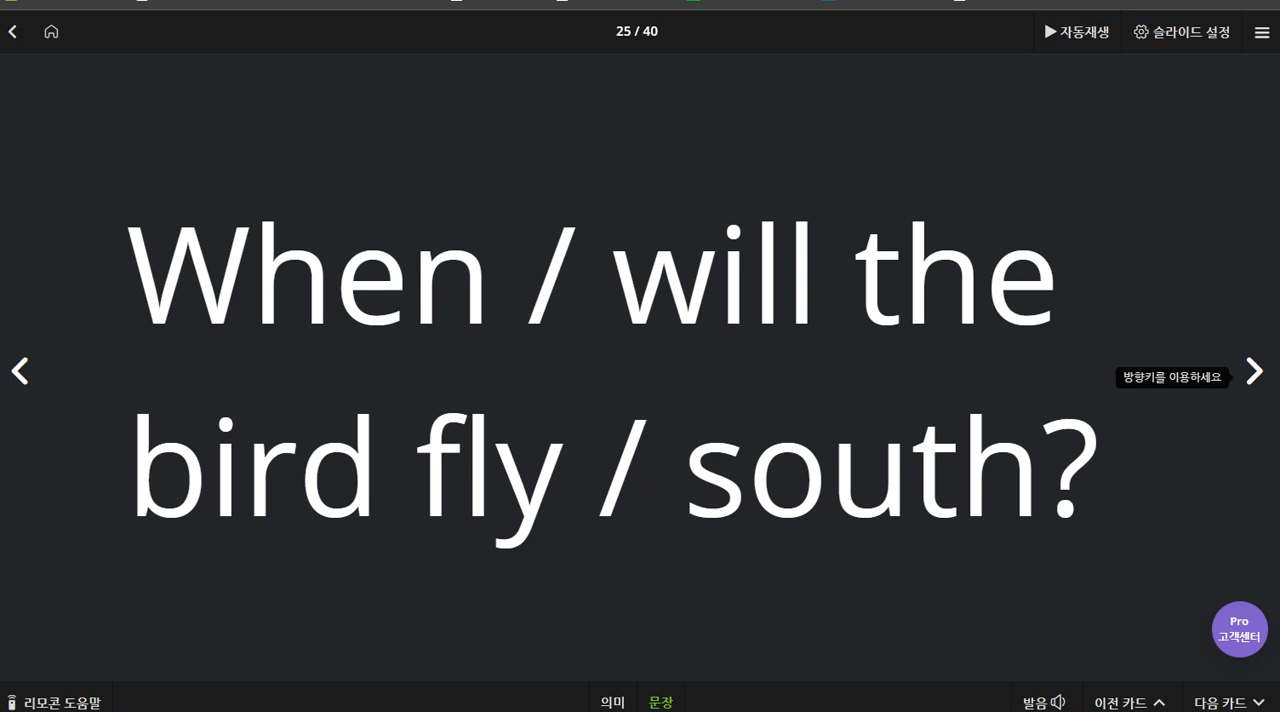 25 / 40
자동재생
슬라이드 설정
When / will the
bird fly / south?
방향키를 이용하세요
Pro
고객센터
리모콘 도움말
의미
문장
발음
이전 카드
다음 카드